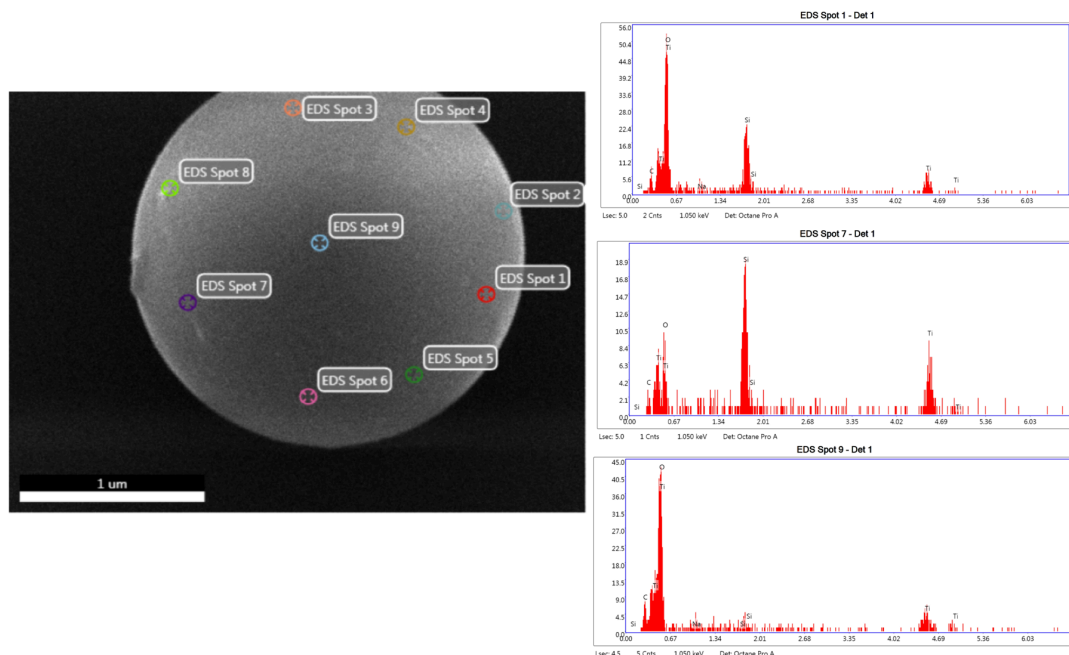 EDS Spot 3
EDS Spot 4
EDS Spot 8
EDS Spot 2
EDS Spot 9
EDS Spot 1
EDS Spot 7
EDS Spot 5
EDS Spot 6
1 um
EDS Spot 1 - Det 1
56.0
50.4
44.8
39.2
33.6
28.0
22.4
16.8
11.2
5.6
0.0
O
Ti
Si
Ti
C
Si
Na
Si
Ti
Ti
0.00 0.67 1.34 2.01 2.68 3.35 4.02 4.69 5.36 6.03
Lsec: 5.0 2 Cnts 1.050 keV Det: Octane Pro A
EDS Spot 7 - Det 1
18.9
16.8
14.7
12.6
10.5
8.4
6.3
4.2
2.1
0.0
Si
O
Ti
Ti
Ti
C
Si
Si
Ti
0.00 0.67 1.34 2.01 2.68 3.35 4.02 4.69 5.36 6.03
Lsec: 5.0 1 Cnts 1.050 keV Det: Octane Pro A
EDS Spot 9 - Det 1
45.0
40.5
36.0
31.5
27.0
22.5
18.0
13.5
9.0
4.5
0.0
O
Ti
Ti
C
Si
Na
Si
Si
Ti
Ti
0.00 0.67 1.34 2.01 2.68 3.35 4.02 4.69 5.36 6.03
Lsec: 4.5 5 Cnts 1.050 keV Det: Octane Pro A